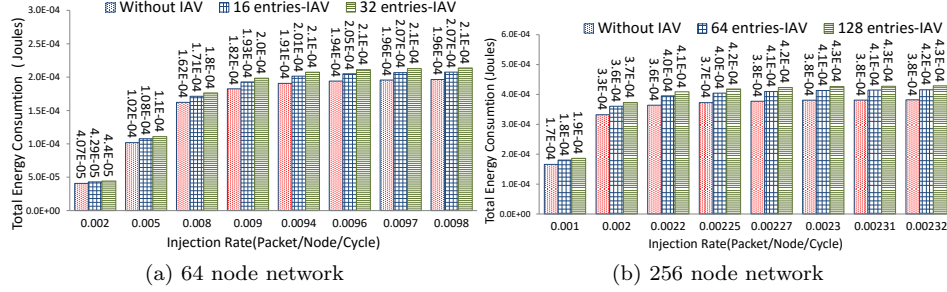 Without IAV 16 entries-IAV 32 entries-IAV
Total Energy Consumption (Joules)
3.0E-04
2.5E-04
2.0E-04
1.5E-04
1.0E-04
5.0E-05
0.0E+00
4.07E-05 4.29E-05 4.4E-05
1.02E-04 1.08E-04 1.1E-04
1.62E-04 1.71E-04 1.8E-04
1.82E-04 1.93E-04 2.0E-04
1.91E-04 2.01E-04 2.1E-04
1.94E-04 2.05E-04 2.1E-04
1.96E-04 2.07E-04 2.1E-04
1.96E-04 2.07E-04 2.1E-04
0.002 0.005 0.008 0.009 0.0094 0.0096 0.0097 0.0098
Injection Rate(Packet/Node/Cycle)
(a) 64 node network
Without IAV 64 entries-IAV 128 entries-IAV
Total Energy Consumtion (Joules)
6.0E-04
4.0E-04
2.0E-04
0.0E+00
1.7E-04 1.8E-04 1.9E-04
3.3E-04 3.6E-04 3.7E-04
3.6E-04 4.0E-04 4.1E-04
3.7E-04 4.0E-04 4.2E-04
3.8E-04 4.1E-04 4.2E-04
3.8E-04 4.1E-04 4.3E-04
3.8E-04 4.1E-04 4.3E-04
3.8E-04 4.2E-04 4.3E-04
0.001 0.002 0.0022 0.00225 0.00227 0.0023 0.00231 0.00232
Injection Rate(Packet/Node/Cycle)
(b) 256 node network